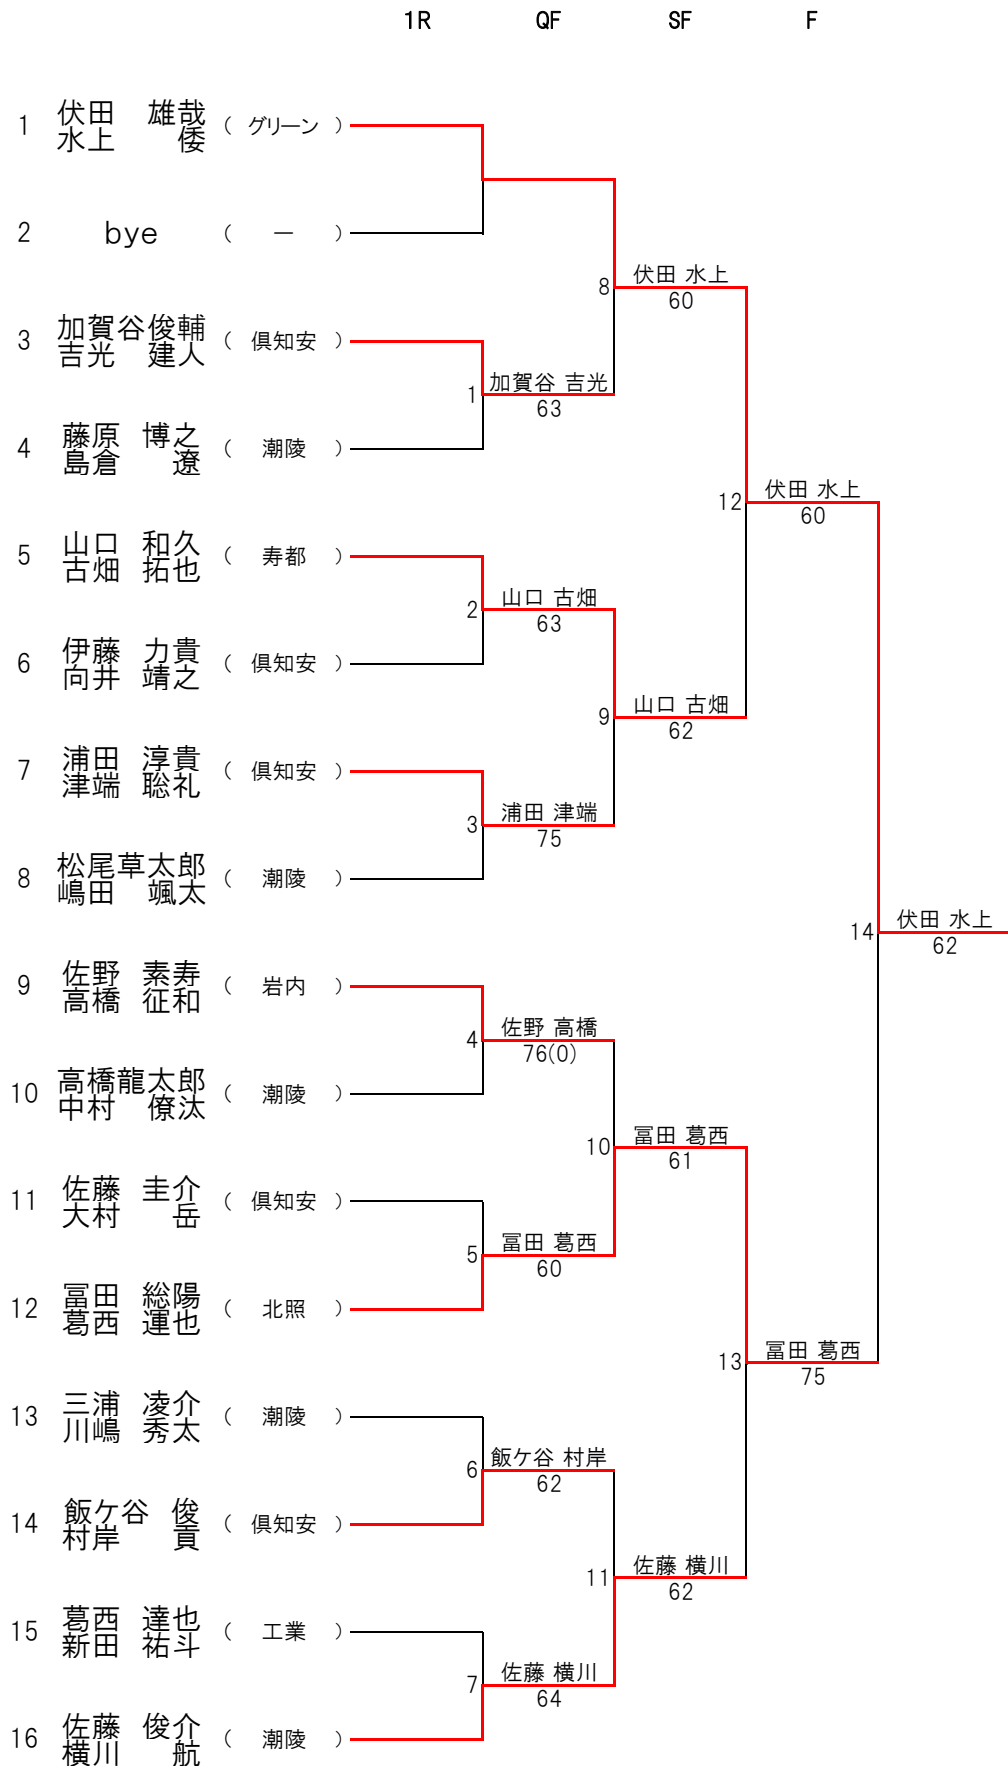 1R QF SF F
1 伏田 雄哉 ( グリーン )
水上 倭
2 bye ( ー )
3 加賀谷俊輔 ( 倶知安 )
吉光 建人
4 藤原 博之 ( 潮陵 )
島倉 遼
5 山口 和久 ( 寿都 )
古畑 拓也
6 伊藤 力貴 ( 倶知安 )
向井 靖之
7 浦田 淳貴 ( 倶知安 )
津端 聡礼
8 松尾草太郎 ( 潮陵 )
嶋田 颯太
9 佐野 素寿 ( 岩内 )
高橋 征和
10 高橋龍太郎 ( 潮陵 )
中村 僚汰
11 佐藤 圭介 ( 倶知安 )
大村 岳
12 冨田 総陽 ( 北照 )
葛西 運也
13 三浦 凌介 ( 潮陵 )
川嶋 秀太
14 飯ケ谷 俊 ( 倶知安 )
村岸 貢
15 葛西 達也 ( 工業 )
新田 祐斗
16 佐藤 俊介 ( 潮陵 )
横川 航
1 加賀谷 吉光
63
2 山口 古畑
63
3 浦田 津端
75
4 佐野 高橋
76(0)
5 冨田 葛西
60
6 飯ケ谷 村岸
62
7 佐藤 横川
64
8 伏田 水上
60
9 山口 古畑
62
10 冨田 葛西
61
11 佐藤 横川
62
12 伏田 水上
60
13 冨田 葛西
75
14 伏田 水上
62